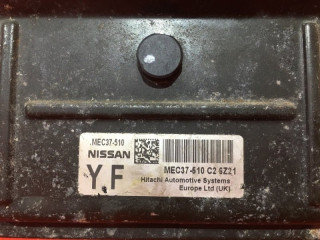 MEC37-510
NISSAN
MEC37-510 C2 6Z21
Y.F
Hitachi Automotive Systems
Europe Ltd (UK)